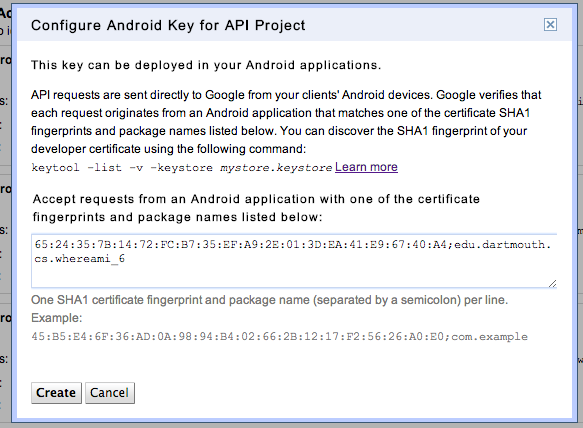 Configure Android Key for API Project
This key can be deployed in your Android applications.
API requests are sent directly to Google from your clients' Android devices. Google verifies that
each request originates from an Android application that matches one of the certificate SHA1
fingerprints and package names listed below. You can discover the SHA1 fingerprint of your
developer certificate using the following command:
keytool -list -v -keystore mystore.keystore Learn more
Accept requests from an Android application with one of the certificate
fingerprints and package names listed below:
65:24:35:7B:14:72:FC:B7:35:EF:A9:2E:01:3D:EA:41:E9:67:40:A4;edu.dartmouth.
cs.whereami_6
One SHA1 certificate fingerprint and package name (separated by a semicolon) per line.
Example:
45:B5:E4:6F:36:AD:0A:98:94:B4:02:66:2B:12:17:F2:56:26:A0:E0;com.example
Create Cancel